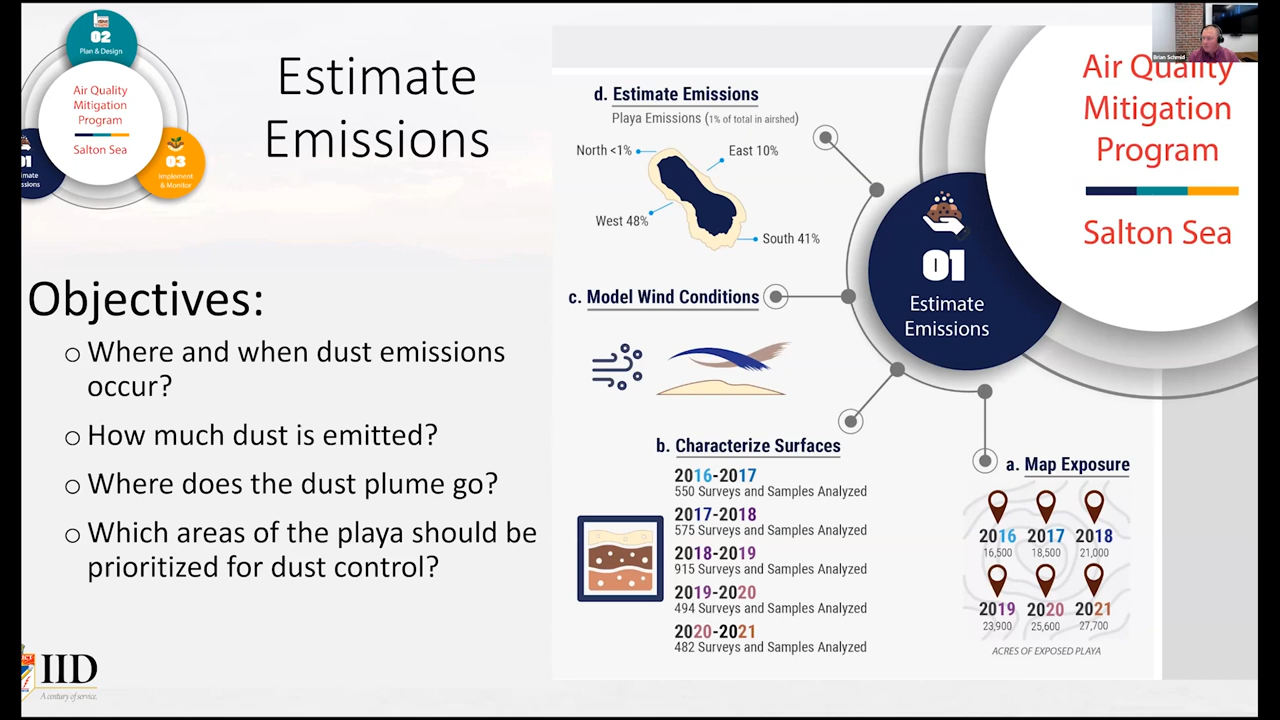 02
Plan & Design
Air Quality
Mitigation
Program
Salton Sea
01
03
Implement
& Monitor
Estimate
Emissions
Objectives:
○ Where and when dust emissions
occur?
○ How much dust is emitted?
○ Where does the dust plume go?
○ Which areas of the playa should be
prioritized for dust control?
IID
A century of service.
d. Estimate Emissions
Playa Emissions (1% of total in airshed)
North <1%
East 10%
West 48%
South 41%
c. Model Wind Conditions
b. Characterize Surfaces
2016-2017
550 Surveys and Samples Analyzed
2017-2018
575 Surveys and Samples Analyzed
2018-2019
915 Surveys and Samples Analyzed
2019-2020
494 Surveys and Samples Analyzed
2020-2021
482 Surveys and Samples Analyzed
a. Map Exposure
2016 2017 2018
16,500 18,500 21,000
2019 2020 2021
23,900 25,600 27,700
ACRES OF EXPOSED PLAYA
01
Estimate
Emissions
Brian Schmid
Air Quality
Mitigation
Program
Salton Sea